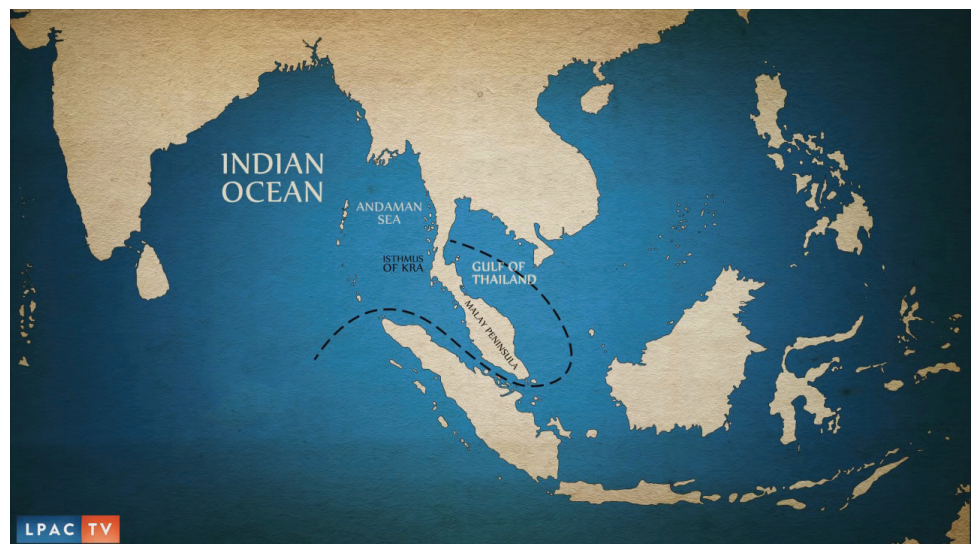 INDIAN
OCEAN
ANDAMAN
SEA
ISTHMUS
OF KRA
GULF OF
THAILAND
MALAY PENINSULA
LPAC TV